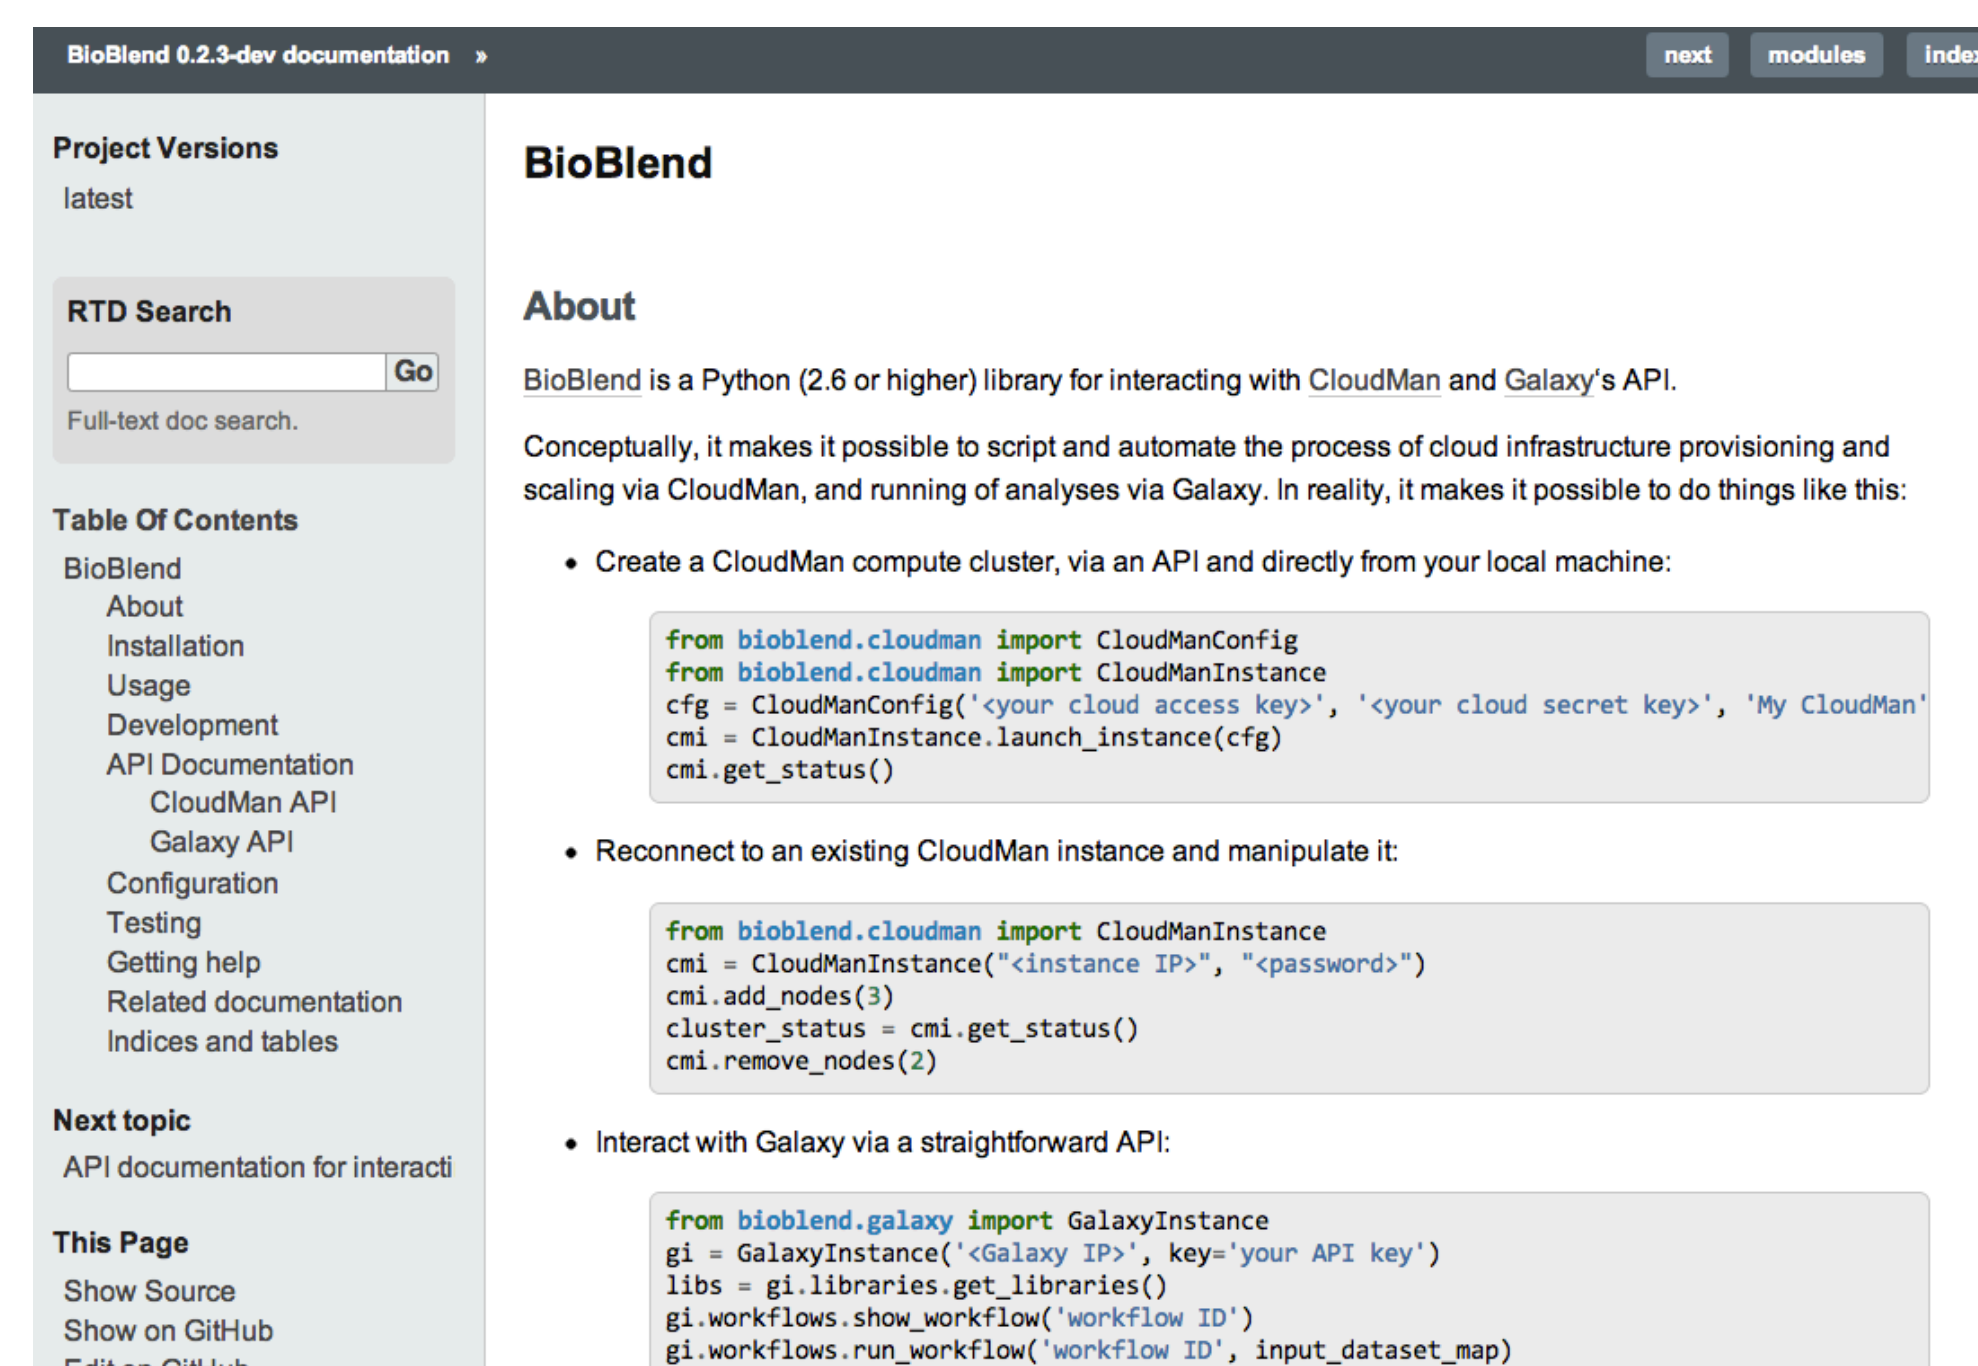 BioBlend 0.2.3-dev documentation »
next modules index
Project Versions
latest
RTD Search
Go
Full-text doc search.
Table Of Contents
BioBlend
About
Installation
Usage
Development
API Documentation
CloudMan API
Galaxy API
Configuration
Testing
Getting help
Related documentation
Indices and tables
Next topic
API documentation for interacti
This Page
Show Source
Show on GitHub
Edit on GitHub
BioBlend
About
BioBlend is a Python (2.6 or higher) library for interacting with CloudMan and Galaxy‘s API.
Conceptually, it makes it possible to script and automate the process of cloud infrastructure provisioning and
scaling via CloudMan, and running of analyses via Galaxy. In reality, it makes it possible to do things like this:
• Create a CloudMan compute cluster, via an API and directly from your local machine:
from bioblend.cloudman import CloudManConfig
from bioblend.cloudman import CloudManInstance
cfg = CloudManConfig('<your cloud access key>', '<your cloud secret key>', 'My CloudMan'
cmi = CloudManInstance.launch_instance(cfg)
cmi.get_status()
• Reconnect to an existing CloudMan instance and manipulate it:
from bioblend.cloudman import CloudManInstance
cmi = CloudManInstance("<instance IP>", "<password>")
cmi.add_nodes(3)
cluster_status = cmi.get_status()
cmi.remove_nodes(2)
• Interact with Galaxy via a straightforward API:
from bioblend.galaxy import GalaxyInstance
gi = GalaxyInstance('<Galaxy IP>', key='your API key')
libs = gi.libraries.get_libraries()
gi.workflows.show_workflow('workflow ID')
gi.workflows.run_workflow('workflow ID', input_dataset_map)